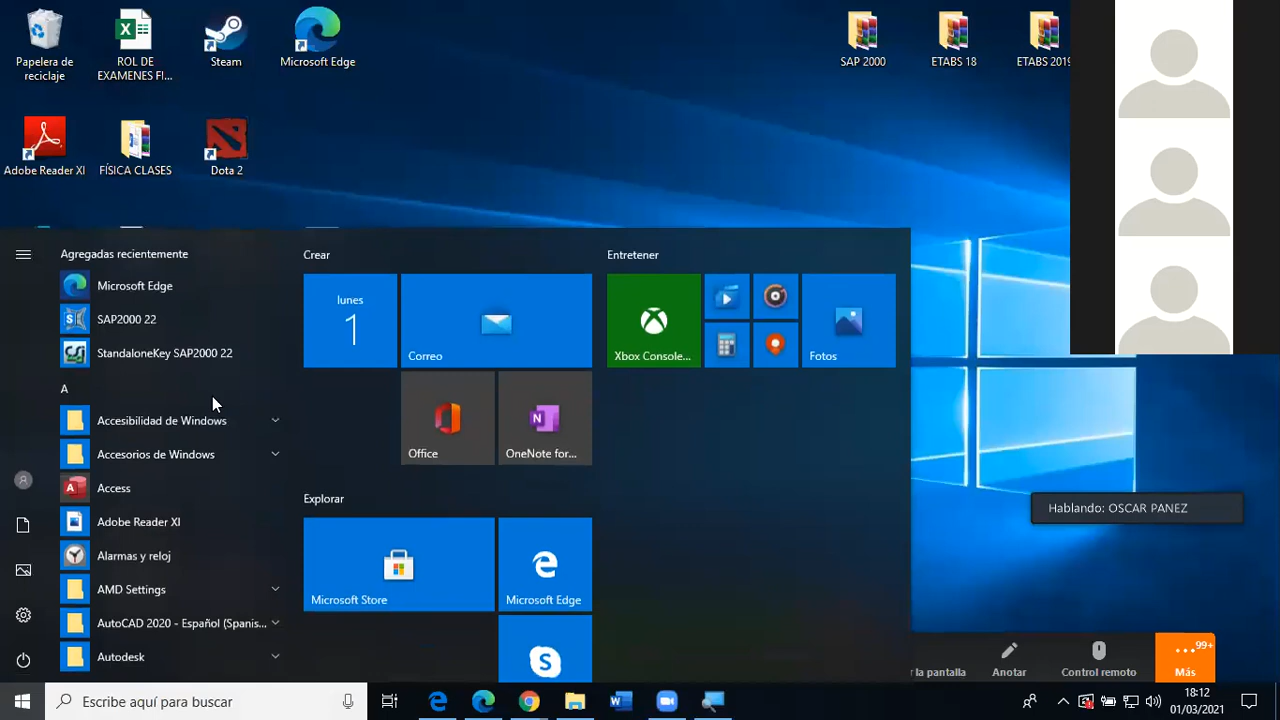 Papelera de
reciclaje
ROL DE
EXAMENES FI...
Steam
Microsoft Edge
SAP 2000
ETABS 18
ETABS 2019
Adobe Reader XI
FÍSICA CLASES
Dota 2
Agregadas recientemente
Microsoft Edge
SAP2000 22
StandaloneKey SAP2000 22
A
Accesibilidad de Windows
Accesorios de Windows
Access
Adobe Reader XI
Alarmas y reloj
AMD Settings
AutoCAD 2020 - Español (Spanis...
Autodesk
Crear
lunes
1
Correo
Office
OneNote for...
Explorar
Microsoft Store
Microsoft Edge
Entretener
Xbox Console...
Fotos
Hablando: OSCAR PANEZ
r la pantalla
Anotar
Control remoto
99+
Más
Escribe aquí para buscar
18:12
01/03/2021